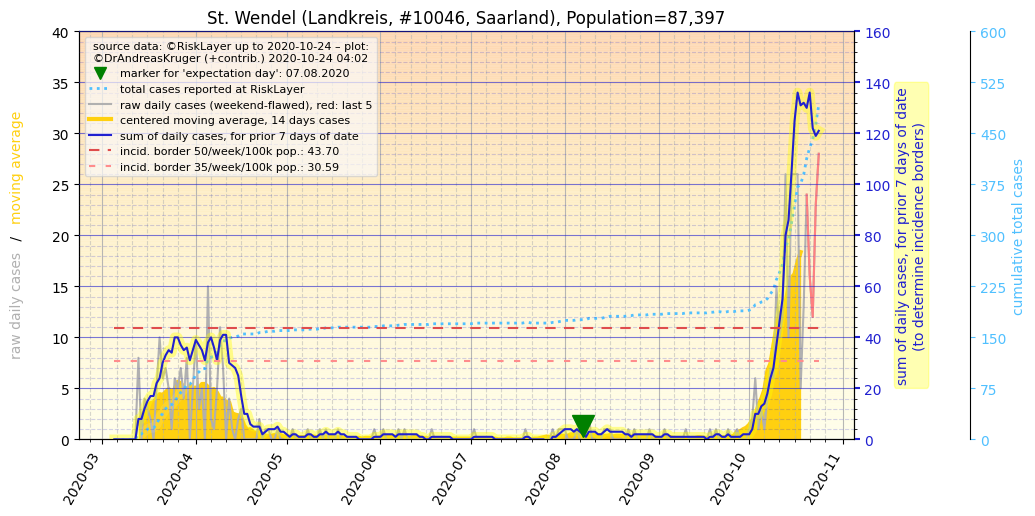 St. Wendel (Landkreis, #10046, Saarland), Population=87,397
source data: ©RiskLayer up to 2020-10-24 – plot:
©DrAndreasKruger (+contrib.) 2020-10-24 04:02
marker for 'expectation day': 07.08.2020
total cases reported at RiskLayer
raw daily cases (weekend-flawed), red: last 5
centered moving average, 14 days cases
sum of daily cases, for prior 7 days of date
incid. border 50/week/100k pop.: 43.70
incid. border 35/week/100k pop.: 30.59
raw daily cases / moving average
40
35
30
25
20
15
10
5
0
2020-03
2020-04
2020-05
2020-06
2020-07
2020-08
2020-09
2020-10
2020-11
160
140
120
100
80
60
40
20
0
sum of daily cases, for prior 7 days of date
(to determine incidence borders)
600
525
450
375
300
225
150
75
0
cumulative total cases